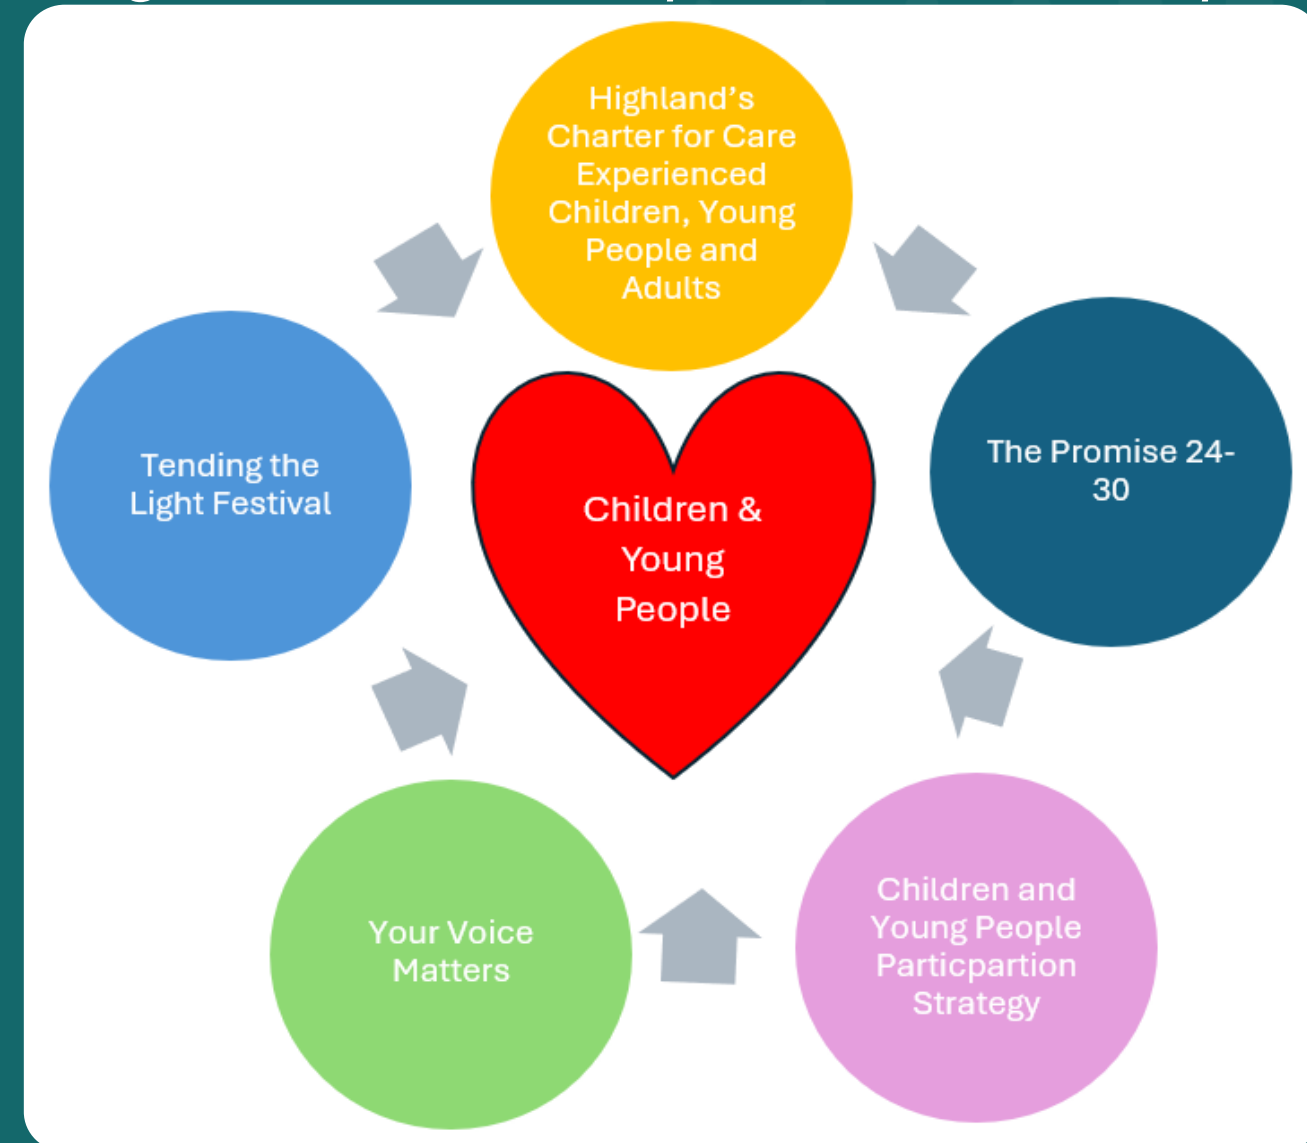 Highland’s
Charter for Care
Experienced
Children, Young
People and
Adults
The Promise 24-
30
Children and
Young People
Particpartion
Strategy
Your Voice
Matters
Tending the
Light Festival
Children &
Young
People